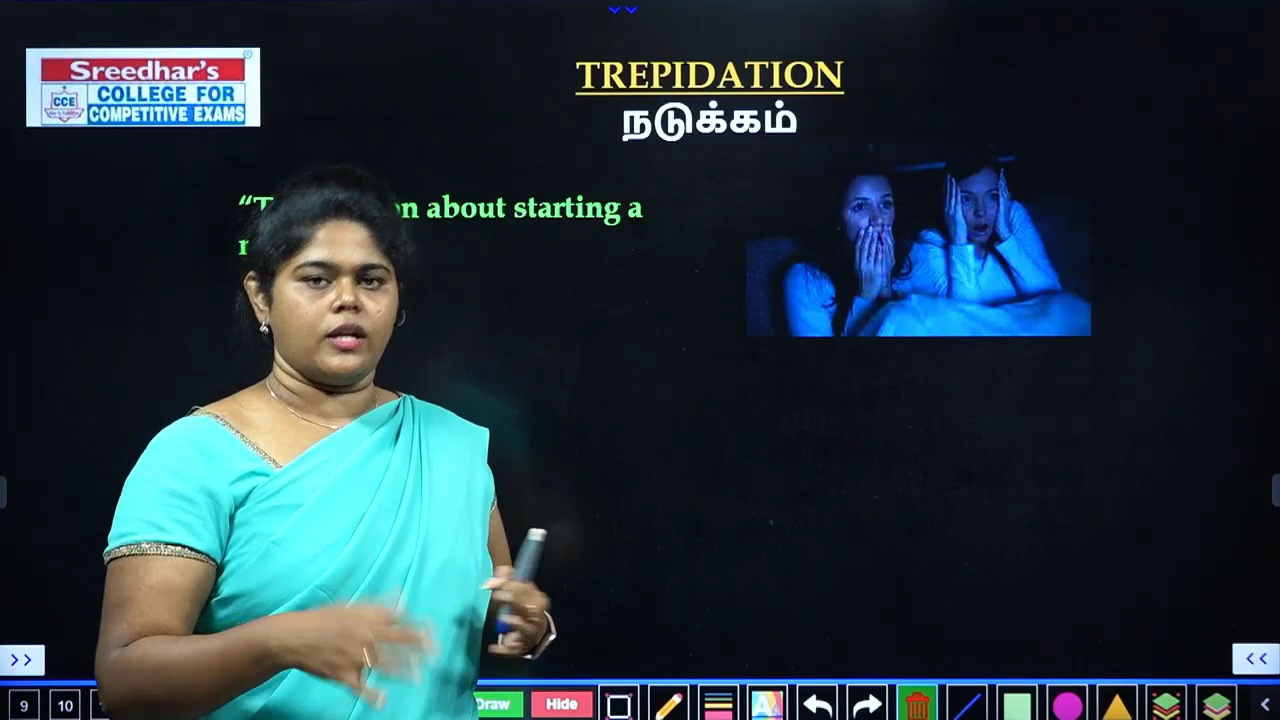 Sreedhar's
CCE
COLLEGE FOR
COMPETITIVE EXAMS
TREPIDATION
நடுக்கம்
about starting a
9
10
Draw
Hide